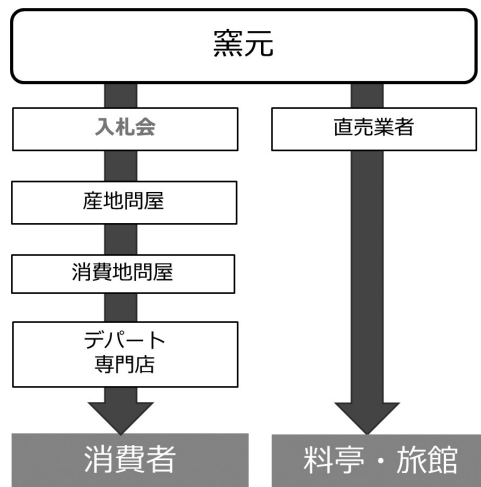 窯元
入札会
直売業者
産地問屋
消費地問屋
デパート
専門店
消費者
料亭・旅館